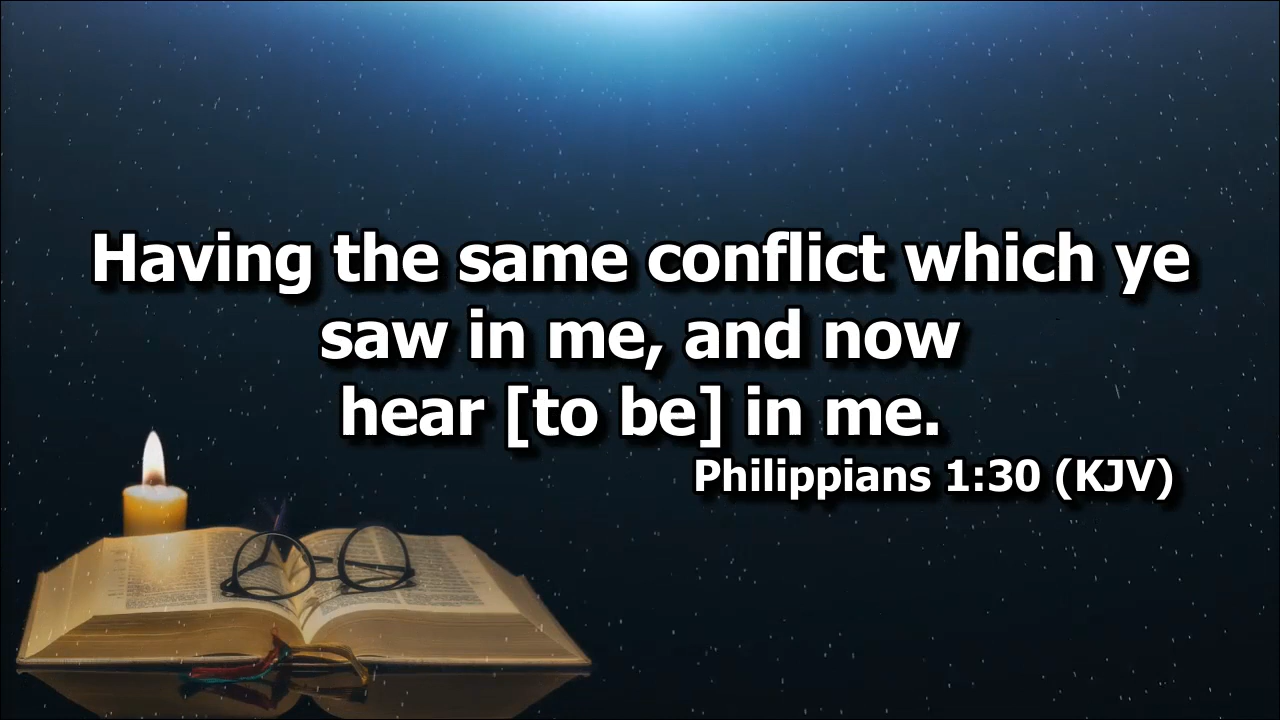 Having the same conflict which ye
saw in me, and now
hear [to be] in me.
Philippians 1:30 (KJV)